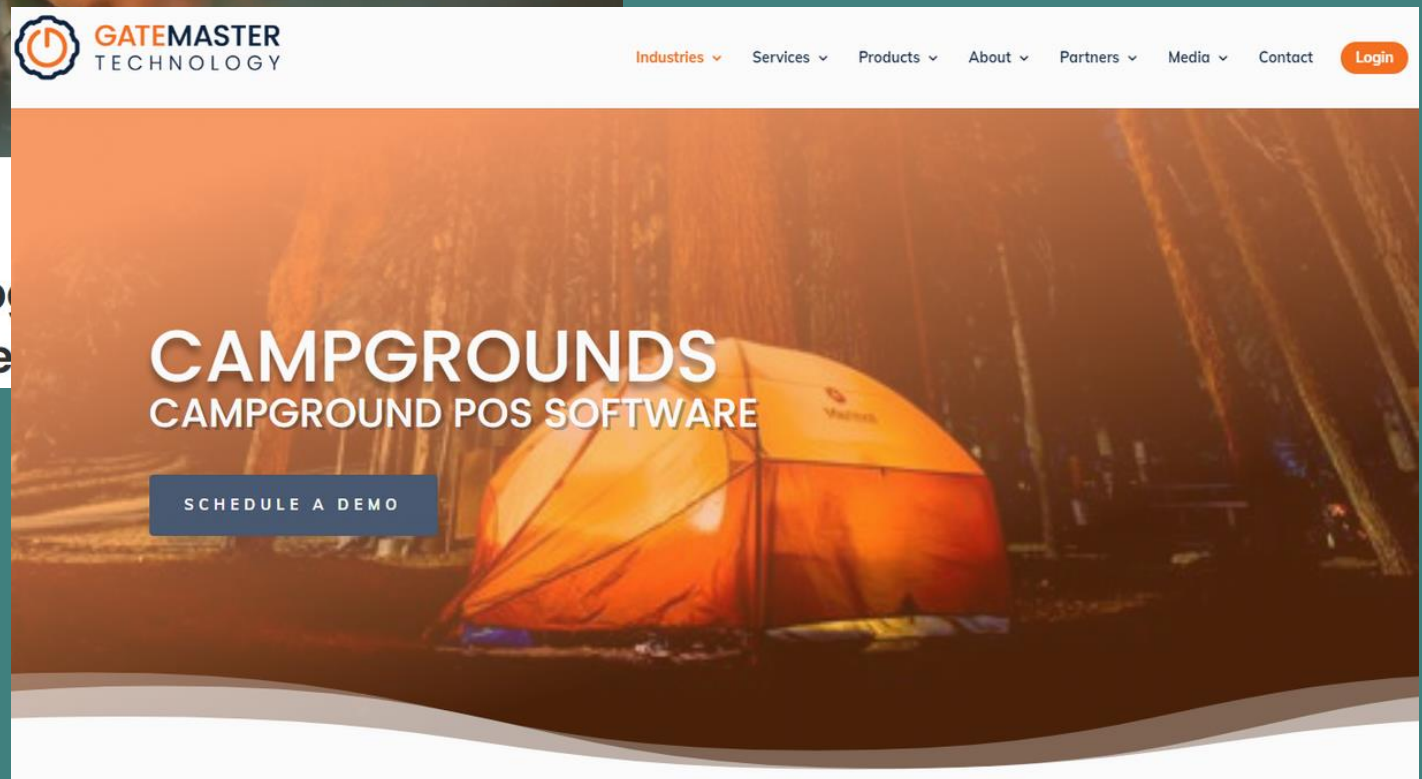 GATEMASTER
TECHNOLOGY
Industries
Services
Products
About
Partners
Media
Contact
Login
CAMPGROUNDS
CAMPGROUND POS SOFTWARE
SCHEDULE A DEMO